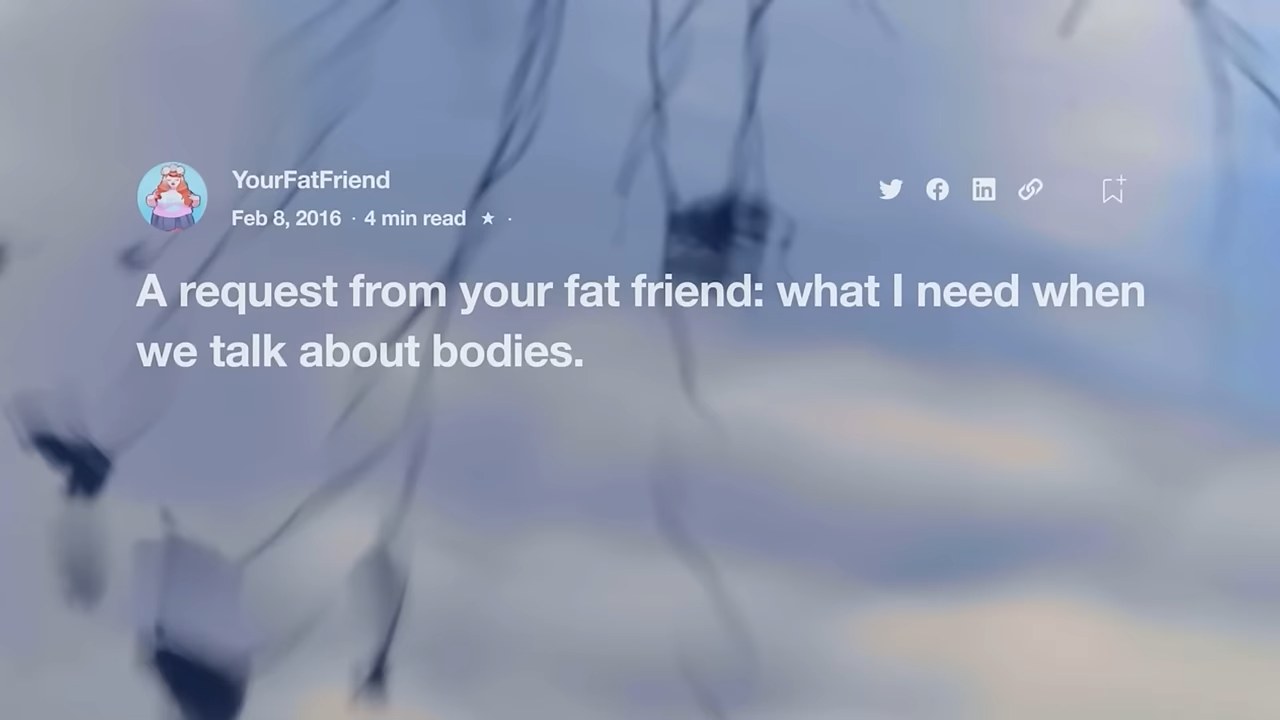 YourFatFriend
Feb 8, 2016 · 4 min read ★ ·
A request from your fat friend: what I need when
we talk about bodies.